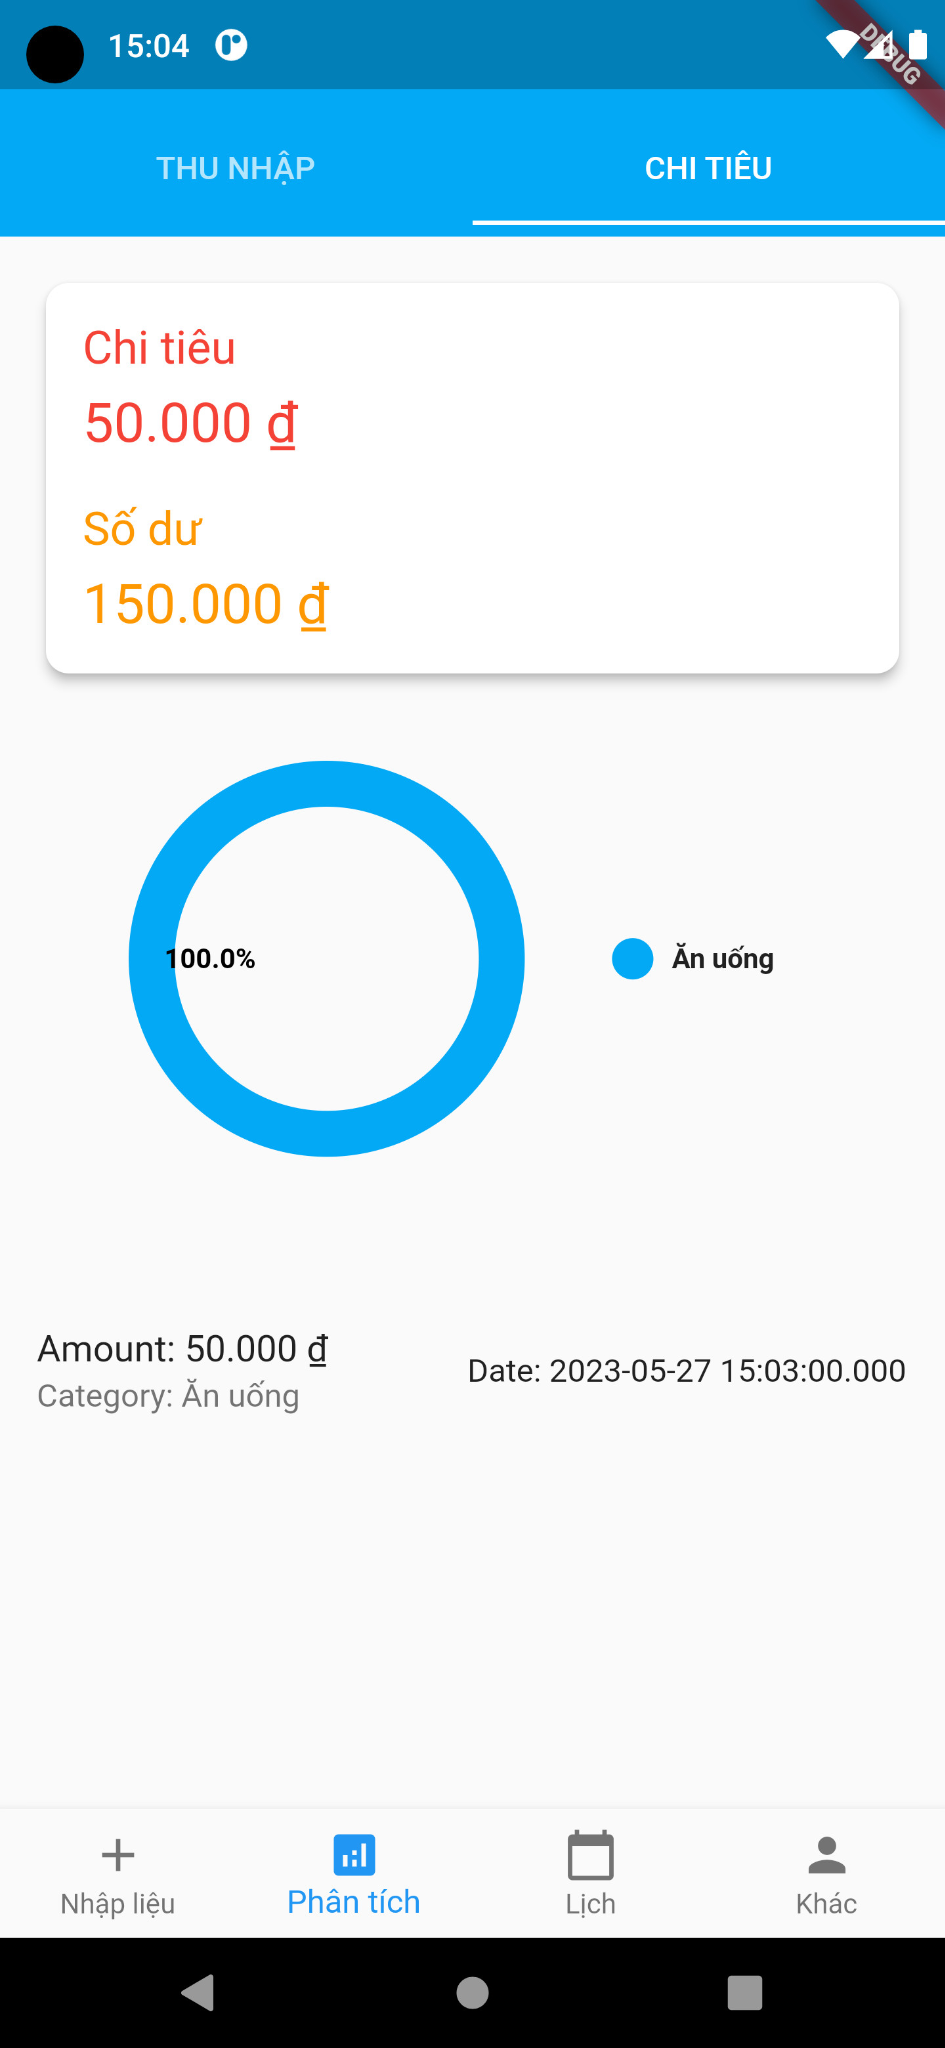 15:04
DEBUG
THU NHẬP
CHI TIÊU
Chi tiêu
50.000 ₫
Số dư
150.000 ₫
100.0%
Ăn uống
Amount: 50.000 ₫
Category: Ăn uống
Date: 2023-05-27 15:03:00.000
Nhập liệu
Phân tích
Lịch
Khác